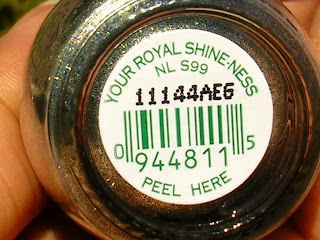 YOUR ROYAL SHINE-NESS
NL S99
11144AE6
0 944811 5
PEEL HERE